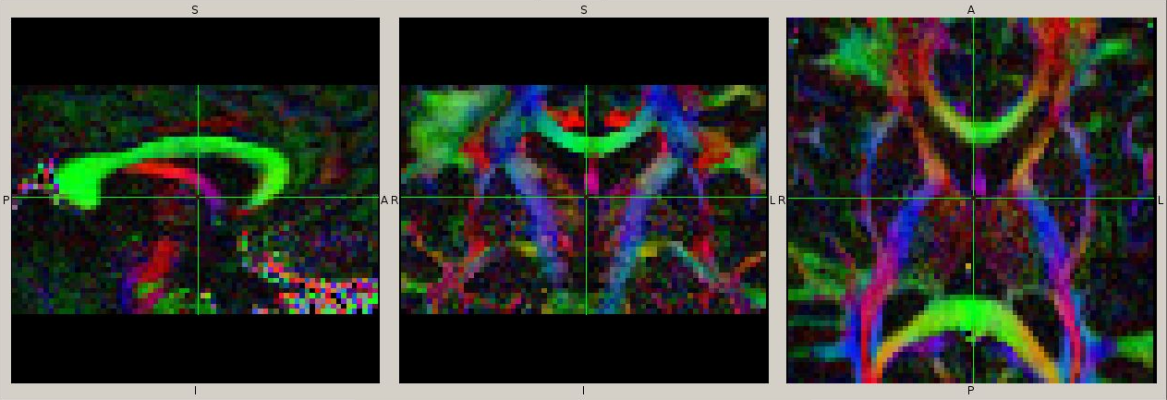 S S A
P A R L R L
I I P